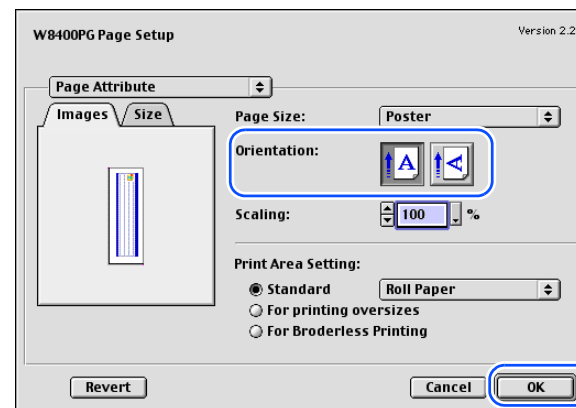 W8400PG Page Setup
Version 2.2
Page Attribute
Images
Size
Page Size:
Poster
Orientation:
A
A
Scaling:
100
%
Print Area Setting:
Standard
Roll Paper
For printing oversizes
For Broderless Printing
Revert
Cancel
OK